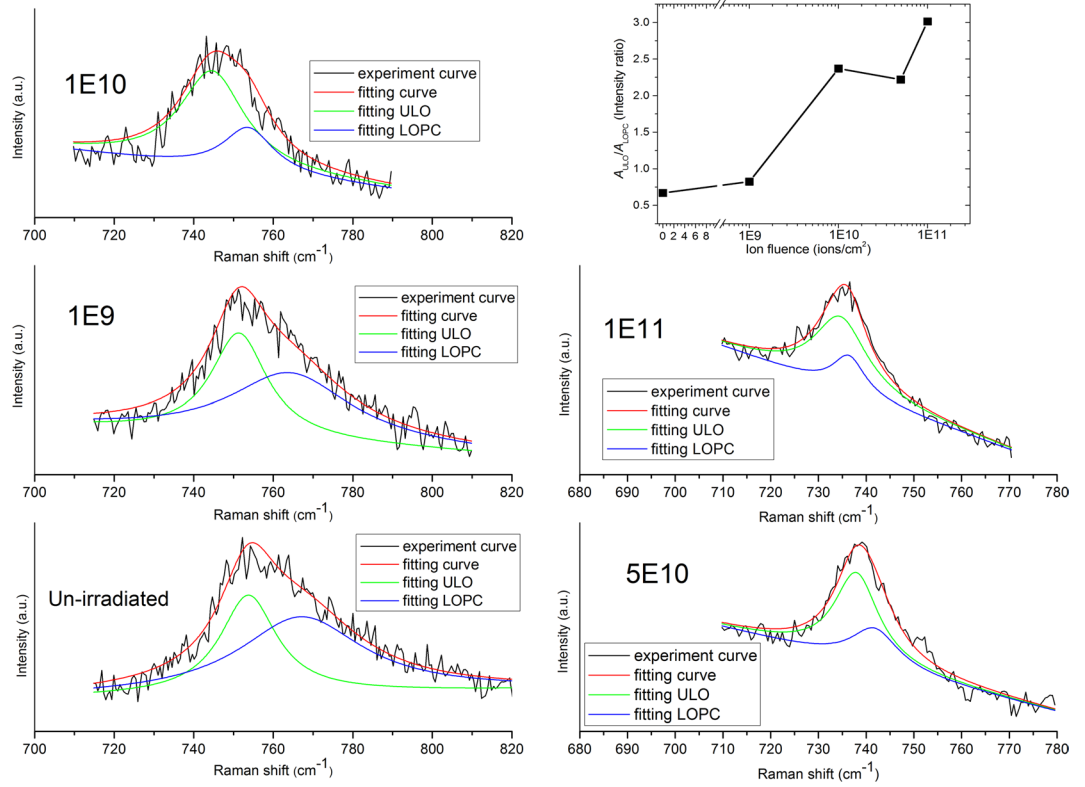 1E10
experiment curve
fitting curve
fitting ULO
fitting LOPC
Intensity (a.u.)
700 720 740 760 780 800 820
Raman shift (cm-1)
3.0
2.5
2.0
1.5
1.0
0.5
AULO/ALOPC (Intensity ratio)
0 2 4 6 8 1E9 1E10 1E11
Ion fluence (ions/cm2)
1E9
experiment curve
fitting curve
fitting ULO
fitting LOPC
Intensity (a.u.)
700 720 740 760 780 800 820
Raman shift (cm-1)
1E11
experiment curve
fitting curve
fitting ULO
fitting LOPC
Intensity (a.u.)
680 690 700 710 720 730 740 750 760 770 780
Raman shift (cm-1)
Un-irradiated
experiment curve
fitting curve
fitting ULO
fitting LOPC
Intensity (a.u.)
700 720 740 760 780 800 820
Raman shift (cm-1)
5E10
experiment curve
fitting curve
fitting ULO
fitting LOPC
Intensity (a.u.)
680 690 700 710 720 730 740 750 760 770 780
Raman shift (cm-1)